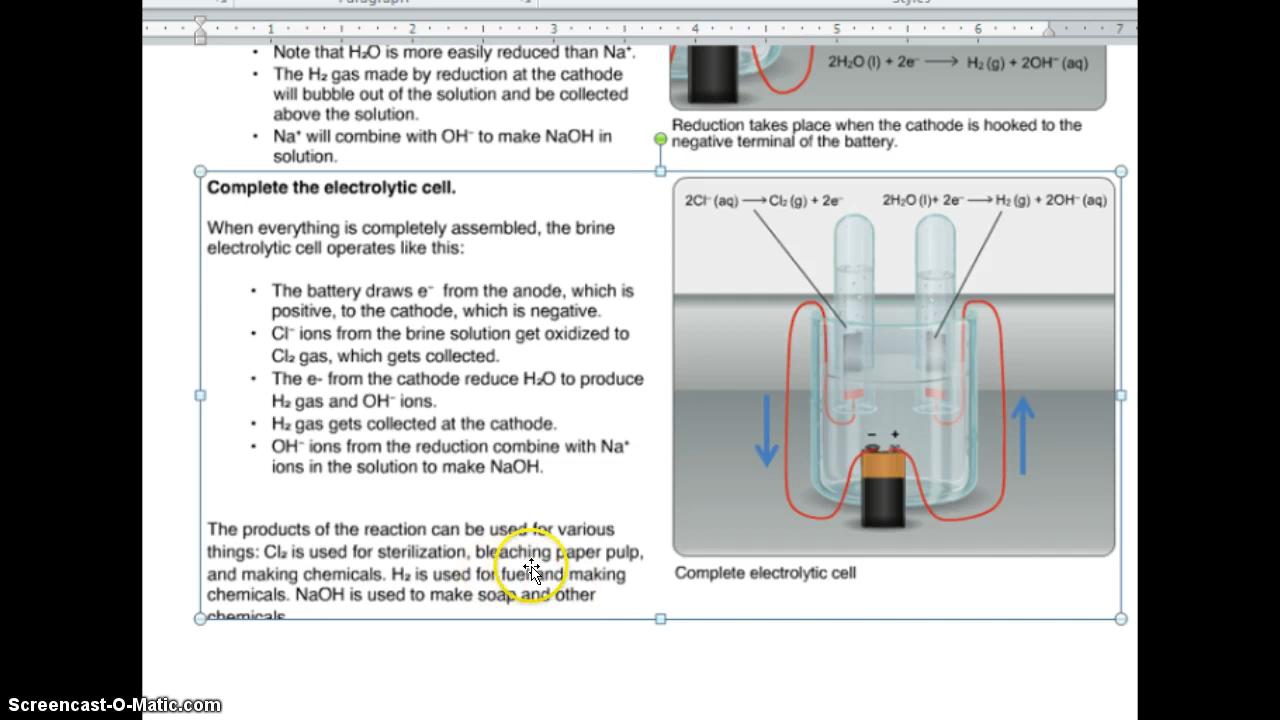 Paragraph
Styles
1 2 3 4 5 6 7
• Note that H₂O is more easily reduced than Na⁺.
• The H₂ gas made by reduction at the cathode
will bubble out of the solution and be collected
above the solution.
• Na⁺ will combine with OH⁻ to make NaOH in
solution.
2H₂O (l) + 2e⁻ ⟶ H₂ (g) + 2OH⁻ (aq)
Reduction takes place when the cathode is hooked to the
negative terminal of the battery.
Complete the electrolytic cell.
When everything is completely assembled, the brine
electrolytic cell operates like this:
• The battery draws e⁻ from the anode, which is
positive, to the cathode, which is negative.
• Cl⁻ ions from the brine solution get oxidized to
Cl₂ gas, which gets collected.
• The e- from the cathode reduce H₂O to produce
H₂ gas and OH⁻ ions.
• H₂ gas gets collected at the cathode.
• OH⁻ ions from the reduction combine with Na⁺
ions in the solution to make NaOH.
The products of the reaction can be used for various
things: Cl₂ is used for sterilization, bleaching paper pulp,
and making chemicals. H₂ is used for fuel and making
chemicals. NaOH is used to make soap and other
chemicals
2Cl⁻ (aq) ⟶ Cl₂ (g) + 2e⁻
2H₂O (l)+ 2e⁻ ⟶ H₂ (g) + 2OH⁻ (aq)
− +
Complete electrolytic cell
Screencast-O-Matic.com